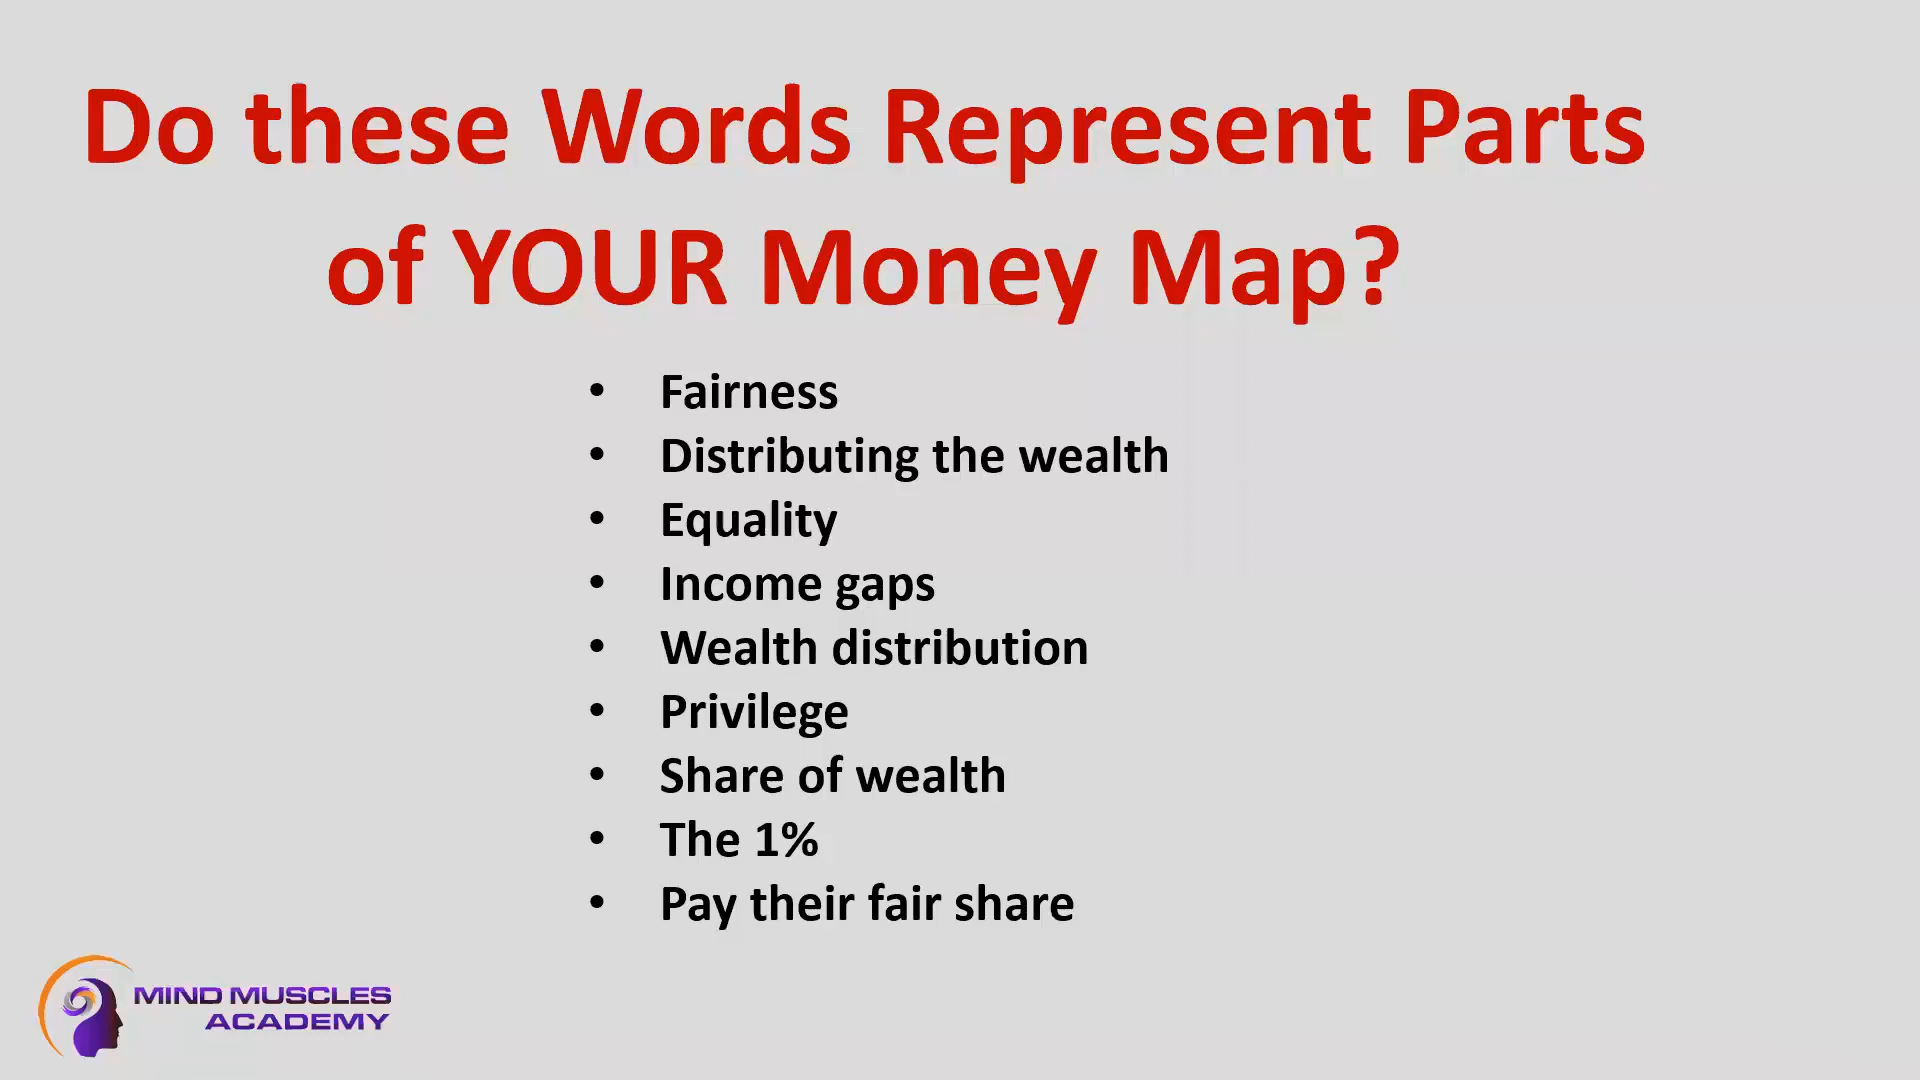 Do these Words Represent Parts
of YOUR Money Map?
• Fairness
• Distributing the wealth
• Equality
• Income gaps
• Wealth distribution
• Privilege
• Share of wealth
• The 1%
• Pay their fair share
MIND MUSCLES
ACADEMY